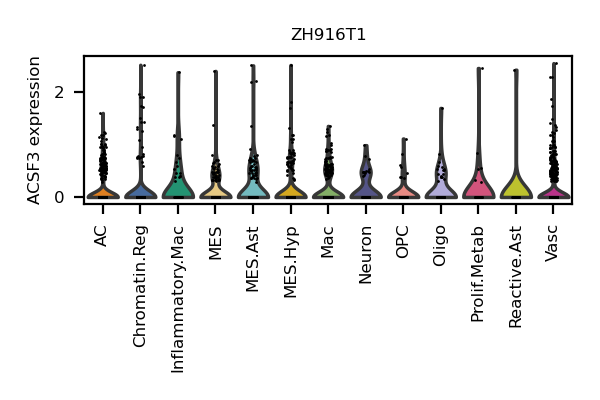 ZH916T1
ACSF3 expression
2
0
AC
Chromatin.Reg
Inflammatory.Mac
MES
MES.Ast
MES.Hyp
Mac
Neuron
OPC
Oligo
Prolif.Metab
Reactive.Ast
Vasc